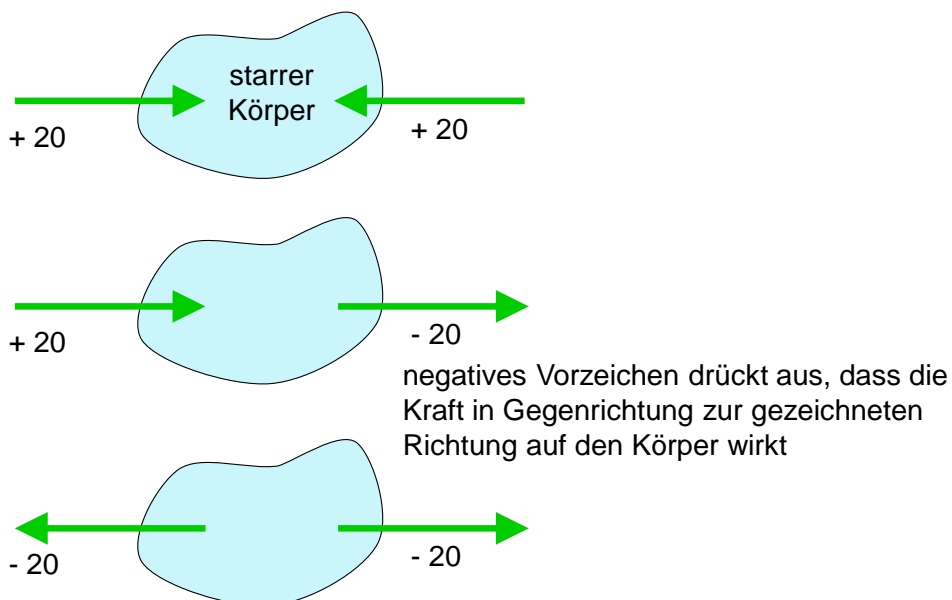 starrer
Körper
+ 20
+ 20
+ 20
- 20
negatives Vorzeichen drückt aus, dass die
Kraft in Gegenrichtung zur gezeichneten
Richtung auf den Körper wirkt
- 20
- 20